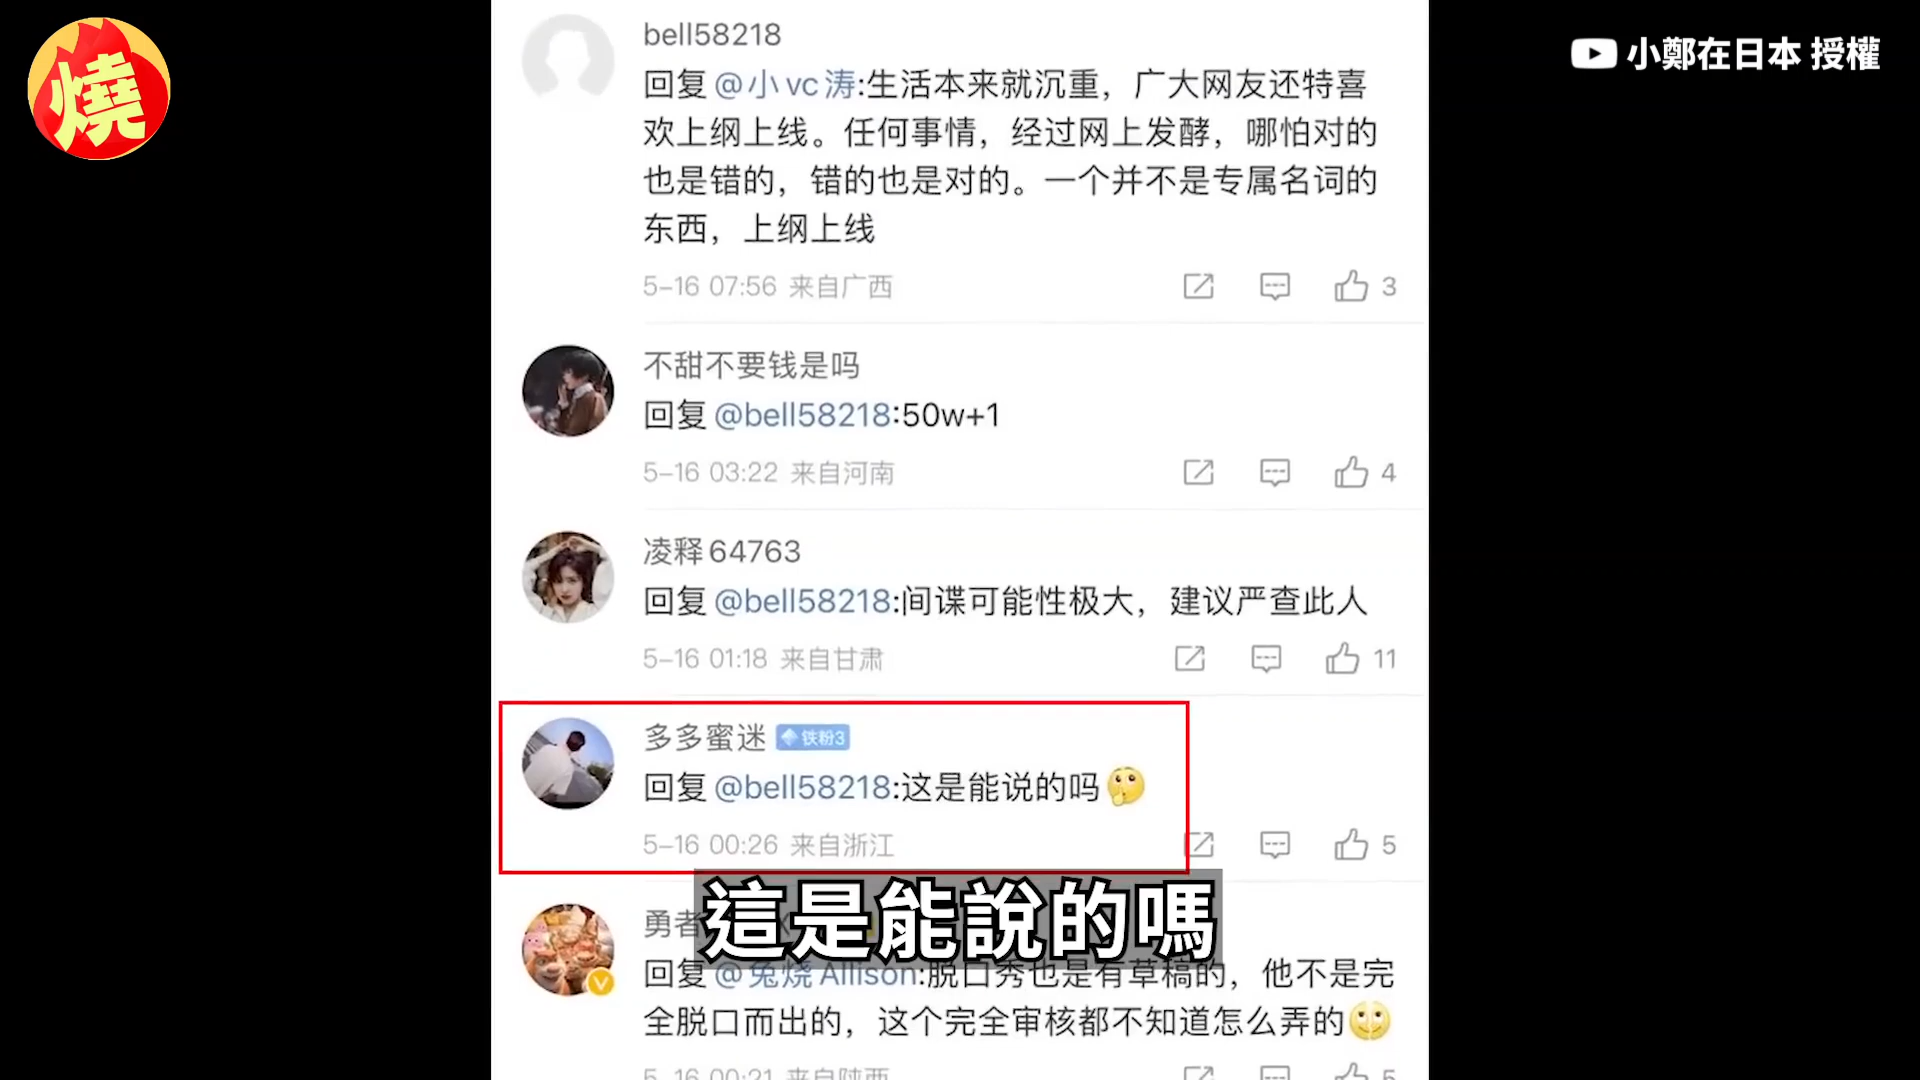 燒
小鄭在日本 授權
bell58218
回复 @小vc涛:生活本来就沉重，广大网友还特喜
欢上纲上线。任何事情，经过网上发酵，哪怕对的
也是错的，错的也是对的。一个并不是专属名词的
东西，上纲上线
5-16 07:56 来自广西
3
不甜不要钱是吗
回复 @bell58218:50w+1
5-16 03:22 来自河南
4
凌释64763
回复 @bell58218:间谍可能性极大，建议严查此人
5-16 01:18 来自甘肃
11
多多蜜迷 铁粉3
回复 @bell58218:这是能说的吗🤔
5-16 00:26 来自浙江
5
這是能說的嗎
勇者
回复 @兔烧Allison:脱口秀也是有草稿的，他不是完
全脱口而出的，这个完全审核都不知道怎么弄的🙄
5-16 00:21 来自陕西
5